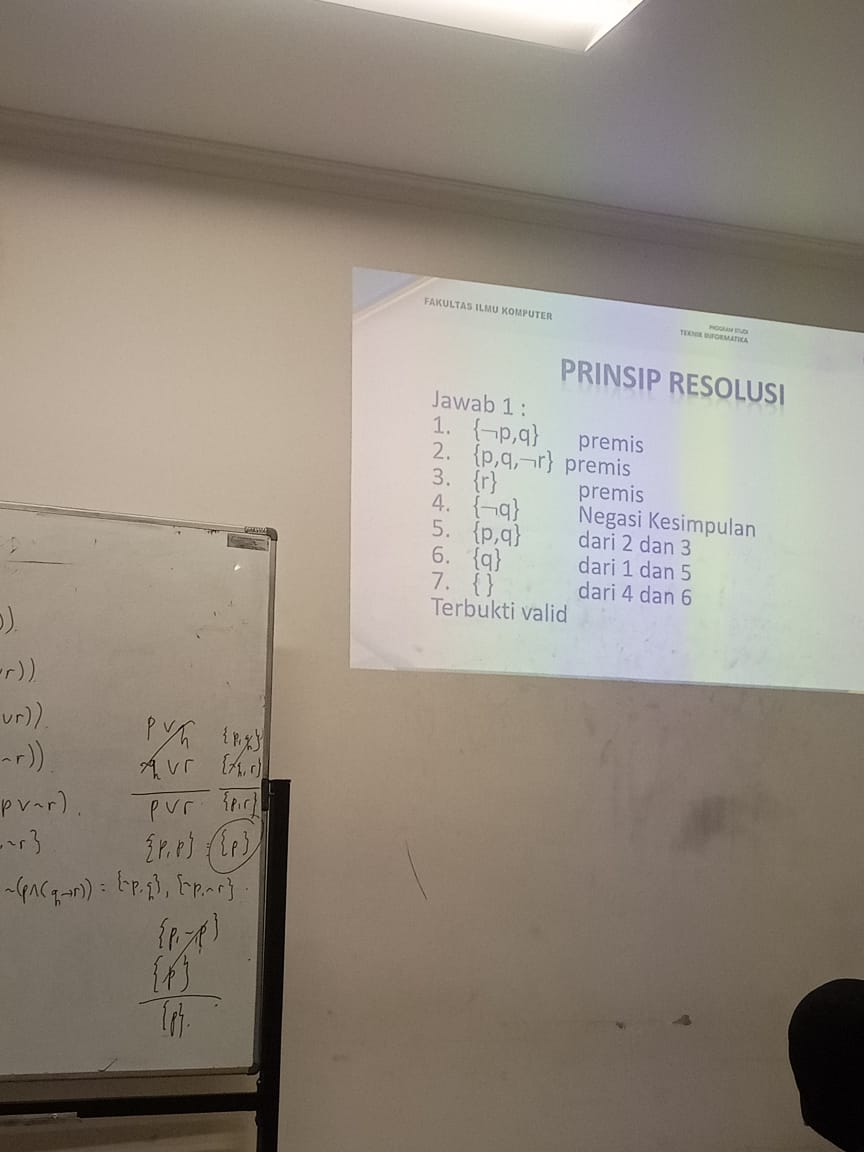 FAKULTAS ILMU KOMPUTER
PROGRAM STUDI
TEKNIK INFORMATIKA
PRINSIP RESOLUSI
Jawab 1 :
1. {¬p,q} premis
2. {p,q,¬r} premis
3. {r} premis
4. {¬q} Negasi Kesimpulan
5. {p,q} dari 2 dan 3
6. {q} dari 1 dan 5
7. { } dari 4 dan 6
Terbukti valid
)).
r)).
vr)).
~r)).
p v ~r).
~r}
p v q
~q v r
p v r
{p, q}
{~q, r}
{p, r}
{p, p} = {p}
~(p ∧ (q → r)) = {~p, q}, {~p, ~r}.
{p, ~p}
{p}
{p}.